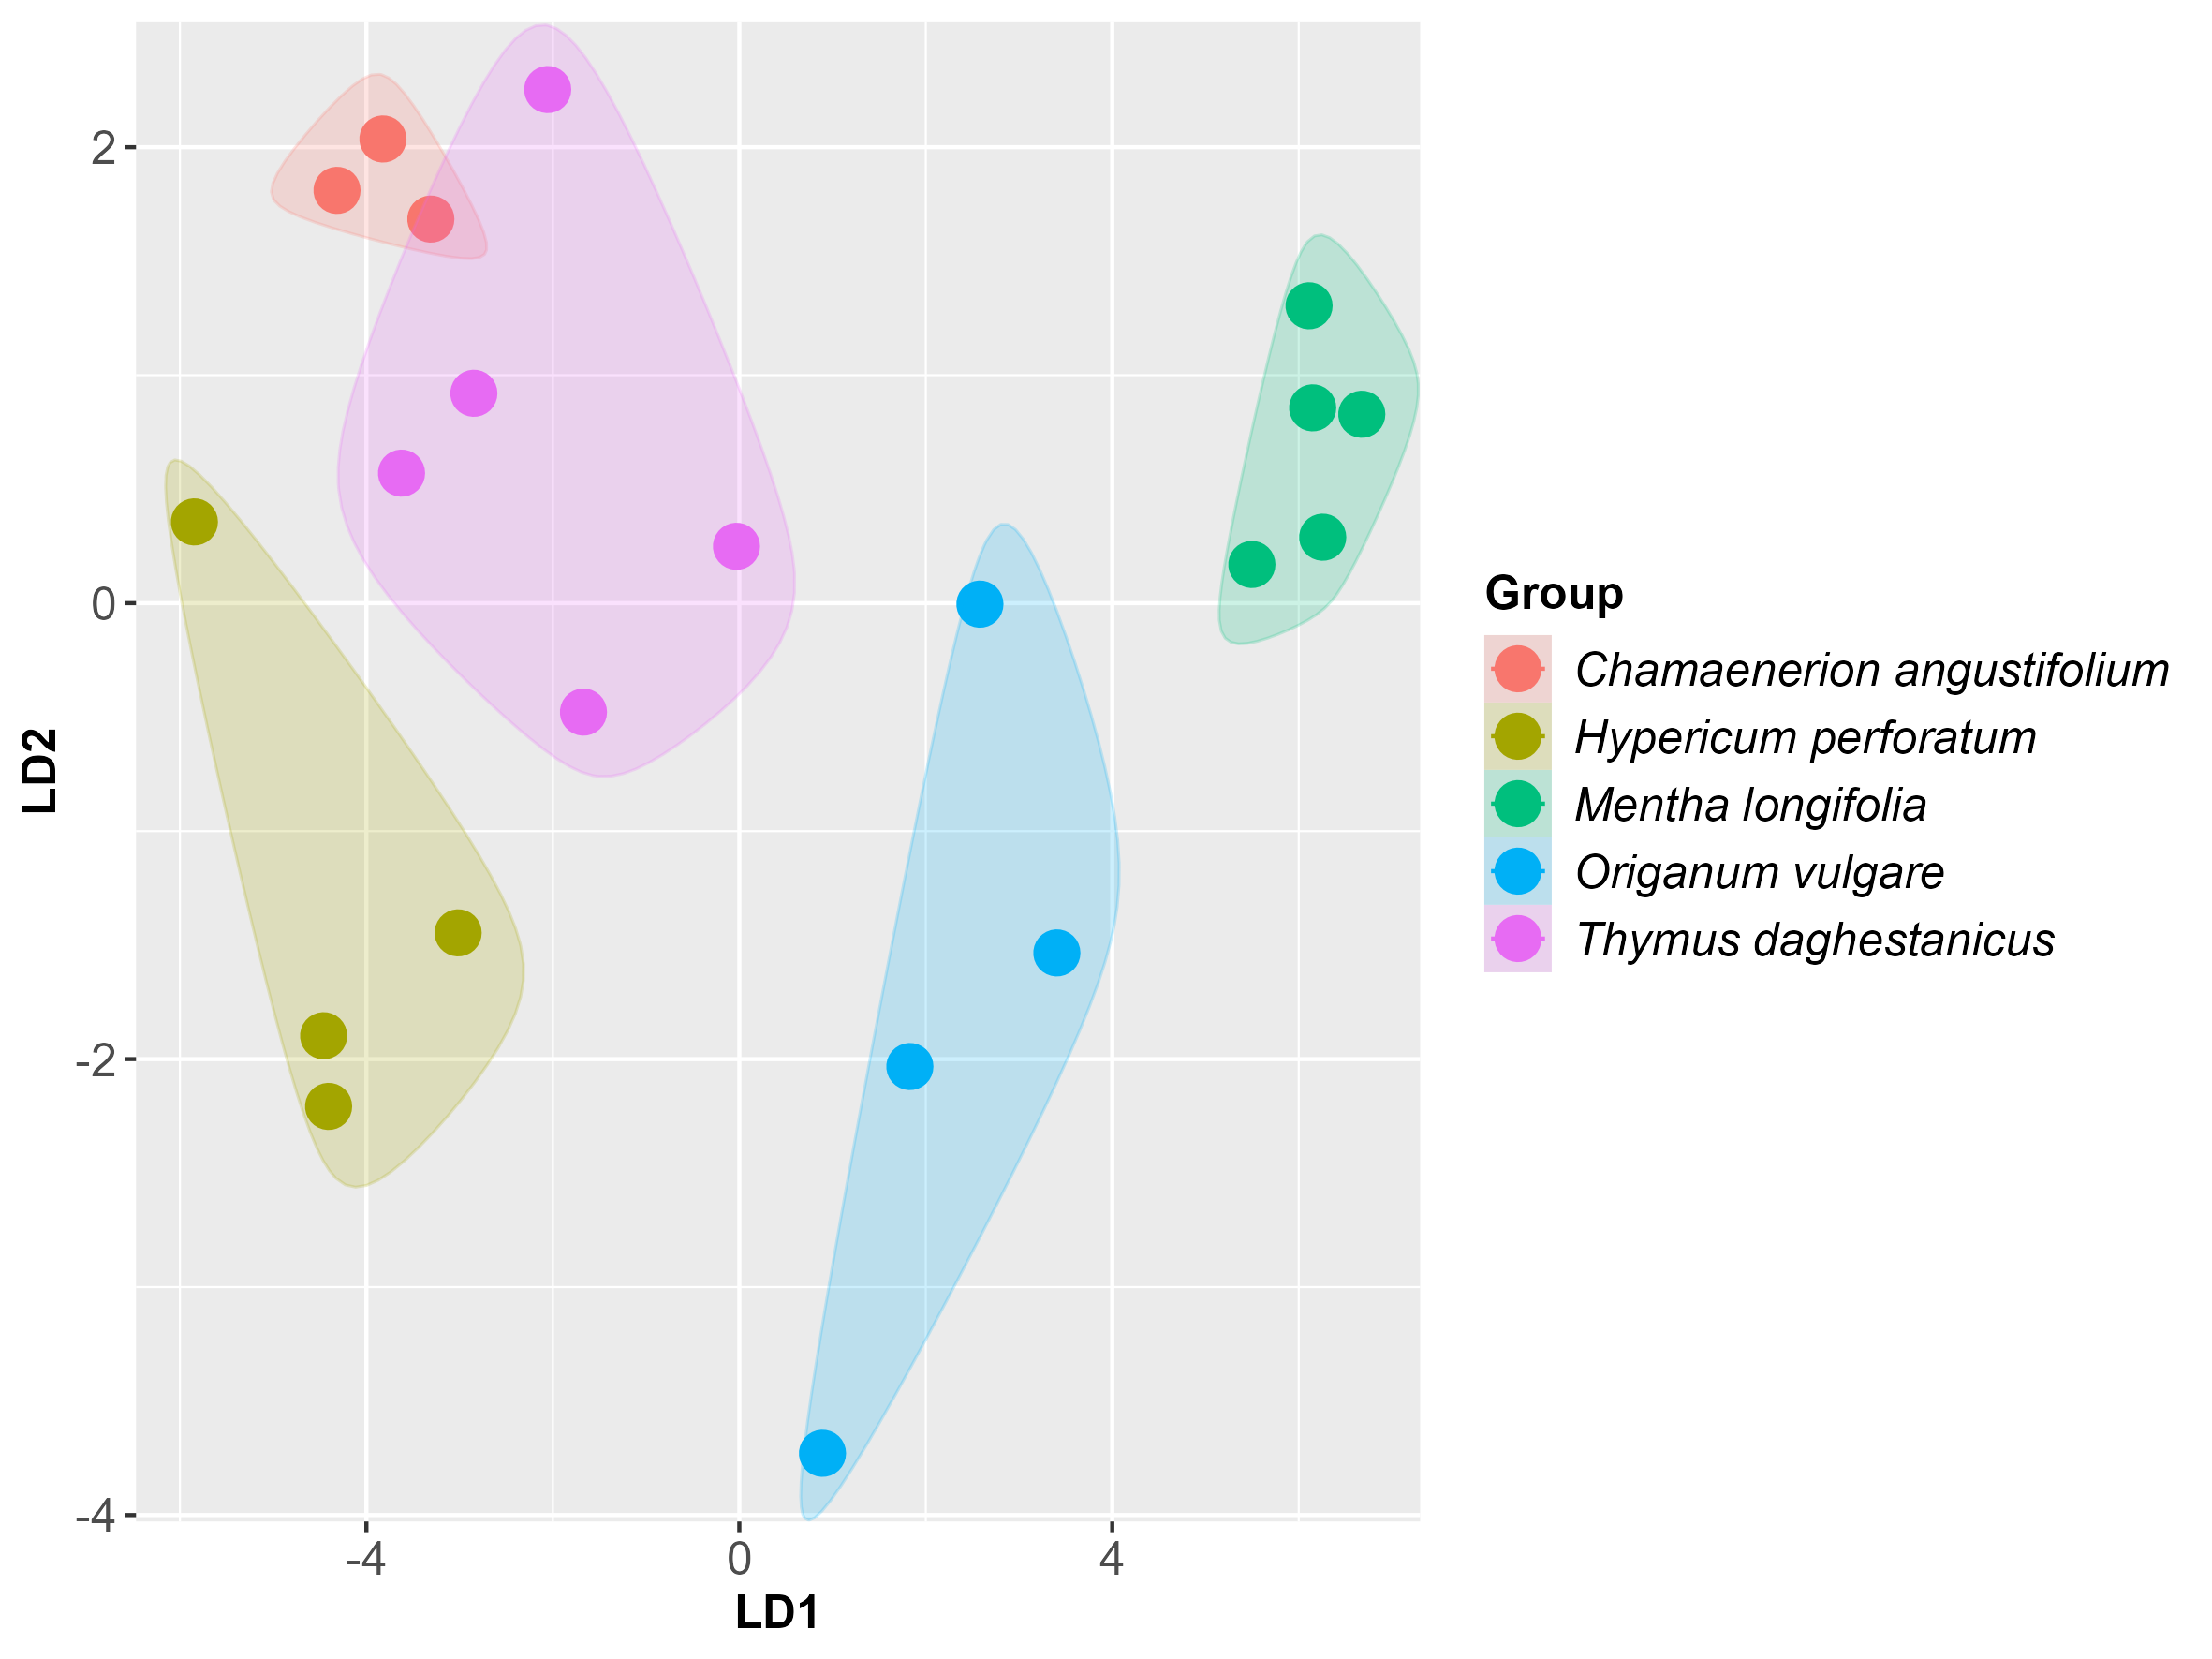 2
0
-2
-4
LD2
-4 0 4
LD1
Group
Chamaenerion angustifolium
Hypericum perforatum
Mentha longifolia
Origanum vulgare
Thymus daghestanicus